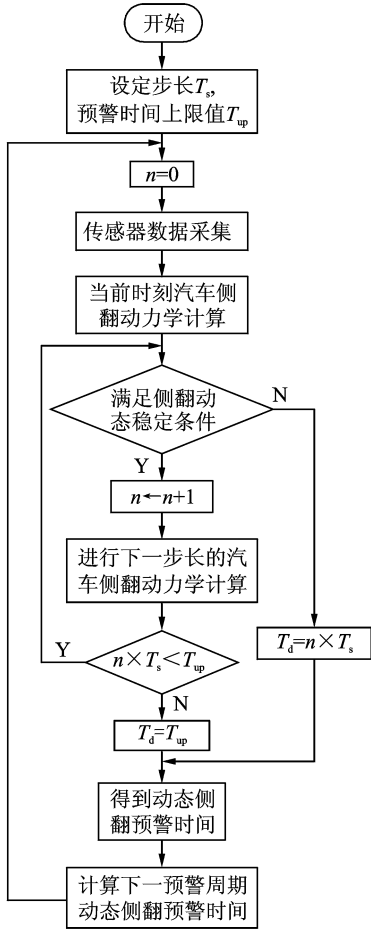 开始
设定步长Ts,
预警时间上限值Tup
n=0
传感器数据采集
当前时刻汽车侧
翻动力学计算
满足侧翻动
态稳定条件
N
Y
n←n+1
进行下一步长的汽
车侧翻动力学计算
Y
n×Ts<Tup
Td=n×Ts
N
Td=Tup
得到动态侧
翻预警时间
计算下一预警周期
动态侧翻预警时间